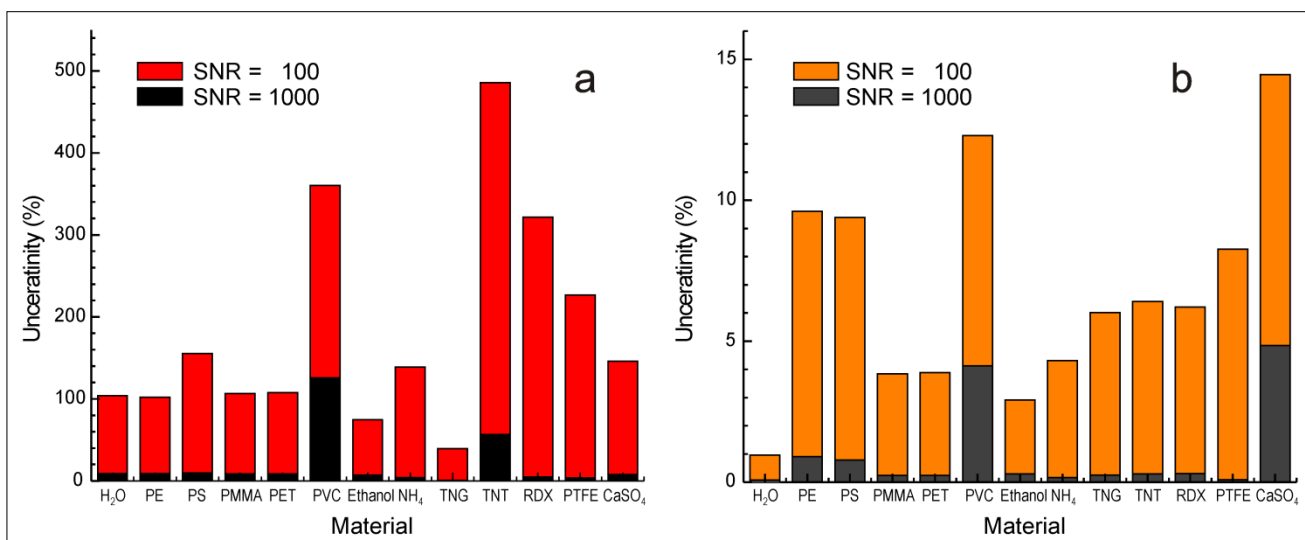 a
SNR = 100
SNR = 1000
Unceratinity (%)
500
400
300
200
100
0
H₂O PE PS PMMA PET PVC Ethanol NH₄ TNG TNT RDX PTFE CaSO₄
Material
b
SNR = 100
SNR = 1000
Unceratinity (%)
15
10
5
0
H₂O PE PS PMMA PET PVC Ethanol NH₄ TNG TNT RDX PTFE CaSO₄
Material